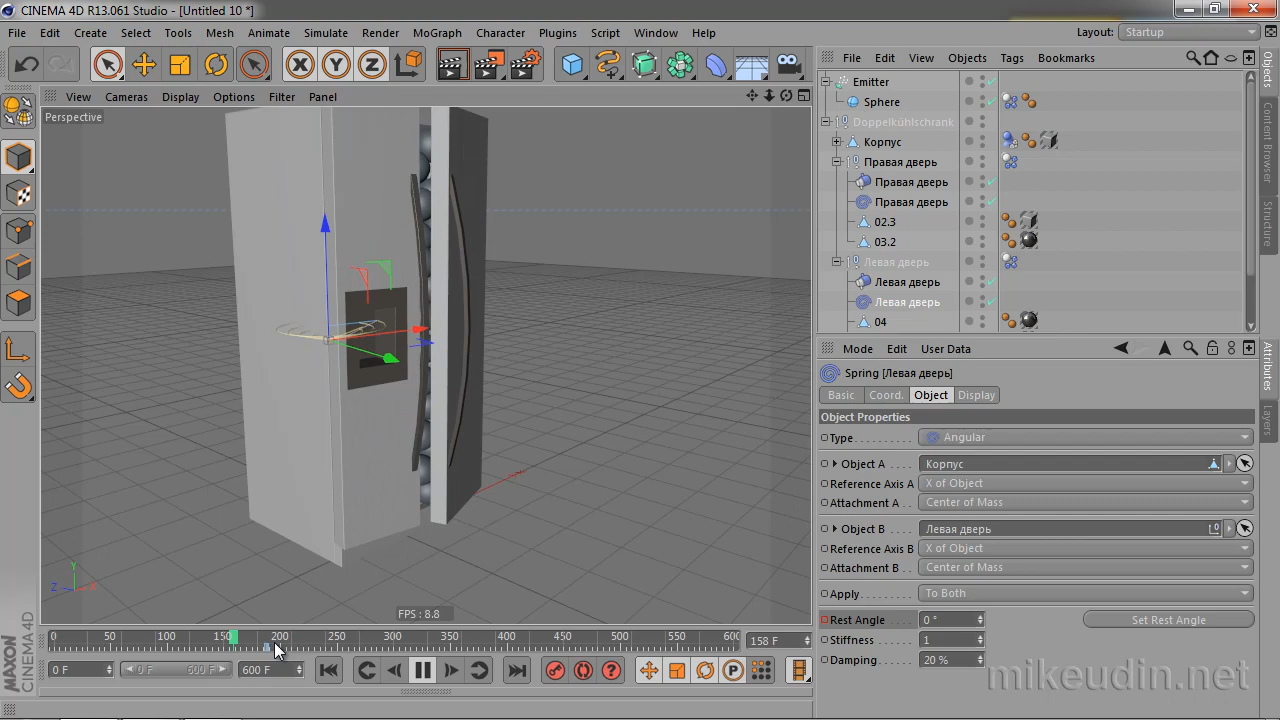 CINEMA 4D R13.061 Studio - [Untitled 10 *]
File Edit Create Select Tools Mesh Animate Simulate Render MoGraph Character Plugins Script Window Help
Layout: Startup
X Y Z
File Edit View Objects Tags Bookmarks
View Cameras Display Options Filter Panel
Perspective
Emitter
Sphere
Doppelkühlschrank
Корпус
Правая дверь
Правая дверь
Правая дверь
02.3
03.2
Левая дверь
Левая дверь
Левая дверь
04
Objects
Content Browser
Structure
Mode Edit User Data
Spring [Левая дверь]
Basic Coord. Object Display
Object Properties
Type Angular
Object A Корпус
Reference Axis A X of Object
Attachment A Center of Mass
Object B Левая дверь
Reference Axis B X of Object
Attachment B Center of Mass
Apply To Both
Rest Angle 0 ° Set Rest Angle
Stiffness 1
Damping 20 %
Attributes
Layers
Y
Z X
FPS : 8.8
0 50 100 150 200 250 300 350 400 450 500 550 600 158 F
0 F 0 F 600 F 600 F
P
MAXON
CINEMA 4D
mikeudin.net